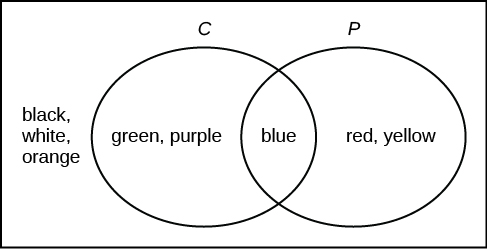 C
P
black,
white,
orange
green, purple
blue
red, yellow